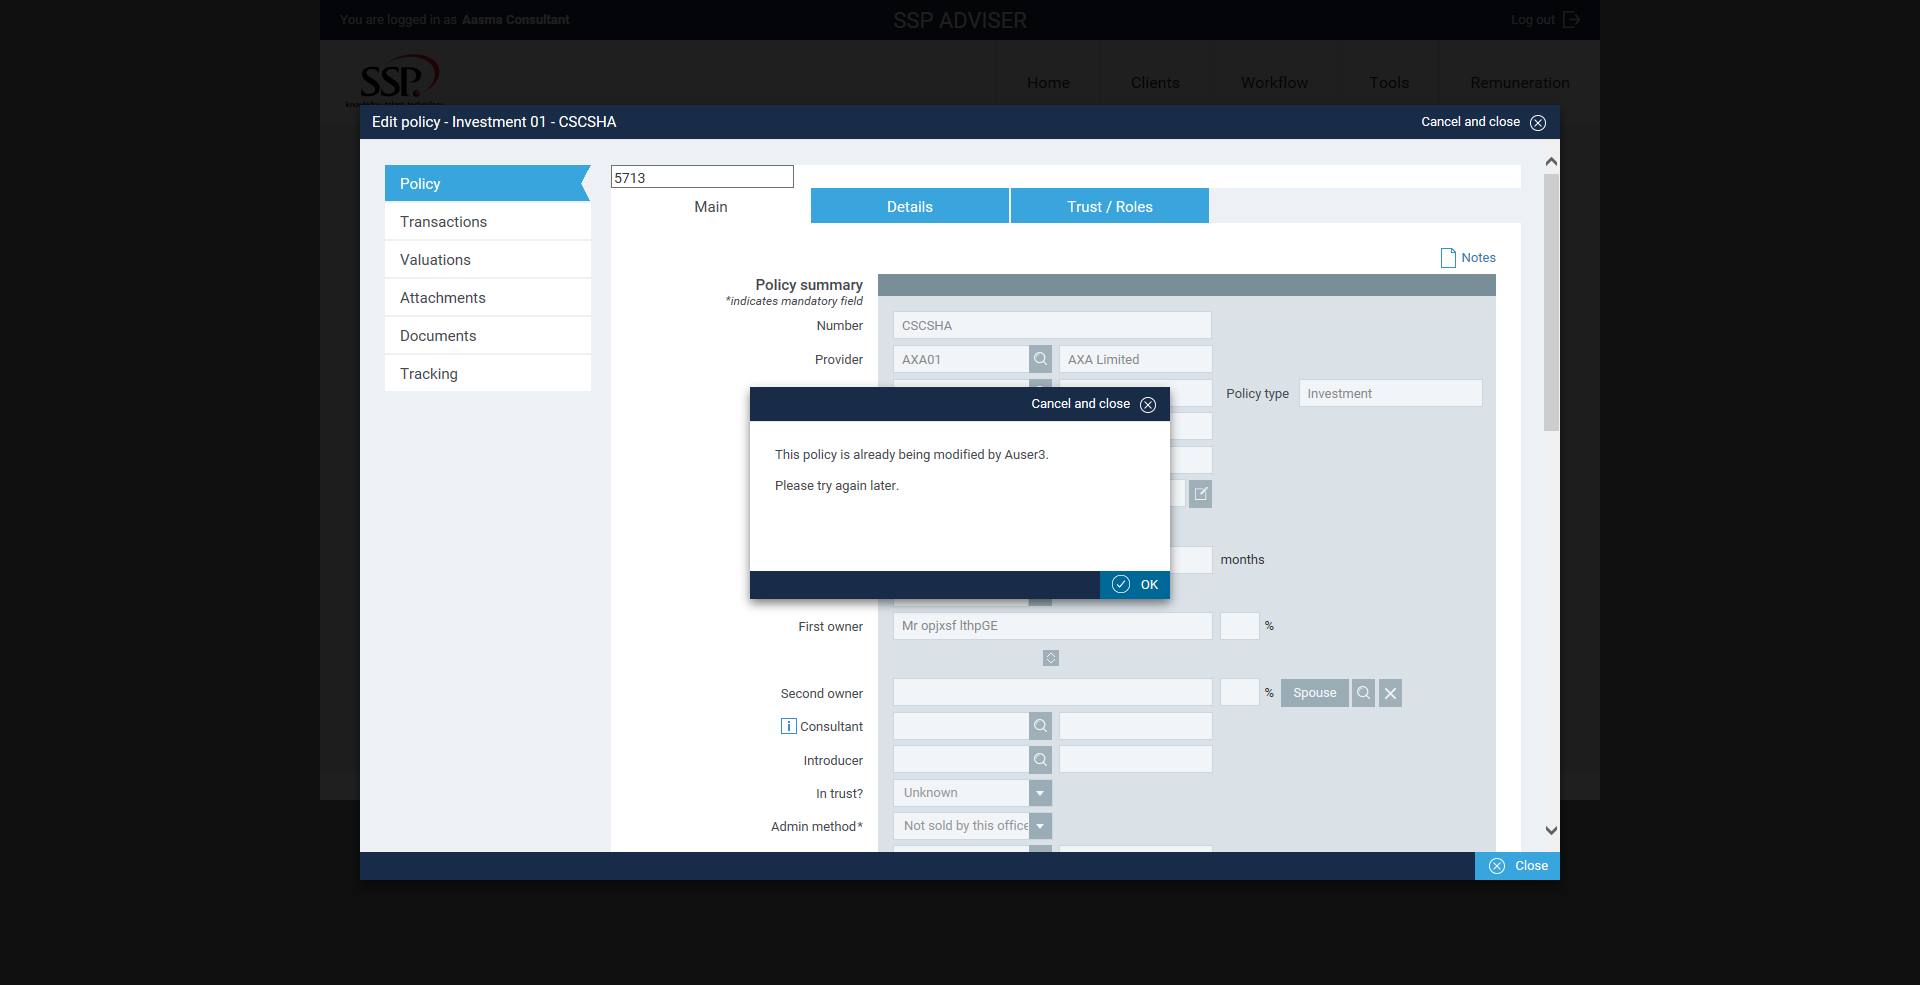 You are logged in as Aasma Consultant
SSP ADVISER
Log out
SSP
Home
Clients
Workflow
Tools
Remuneration
Edit policy - Investment 01 - CSCSHA
Cancel and close
Policy
Transactions
Valuations
Attachments
Documents
Tracking
5713
Main
Details
Trust / Roles
Notes
Policy summary
*indicates mandatory field
Number
CSCSHA
Provider
AXA01
AXA Limited
Policy type
Investment
Cancel and close
This policy is already being modified by Auser3.
Please try again later.
OK
months
First owner
Mr opjxsf lthpGE
%
Second owner
%
Spouse
i Consultant
Introducer
In trust?
Unknown
Admin method*
Not sold by this office
Close